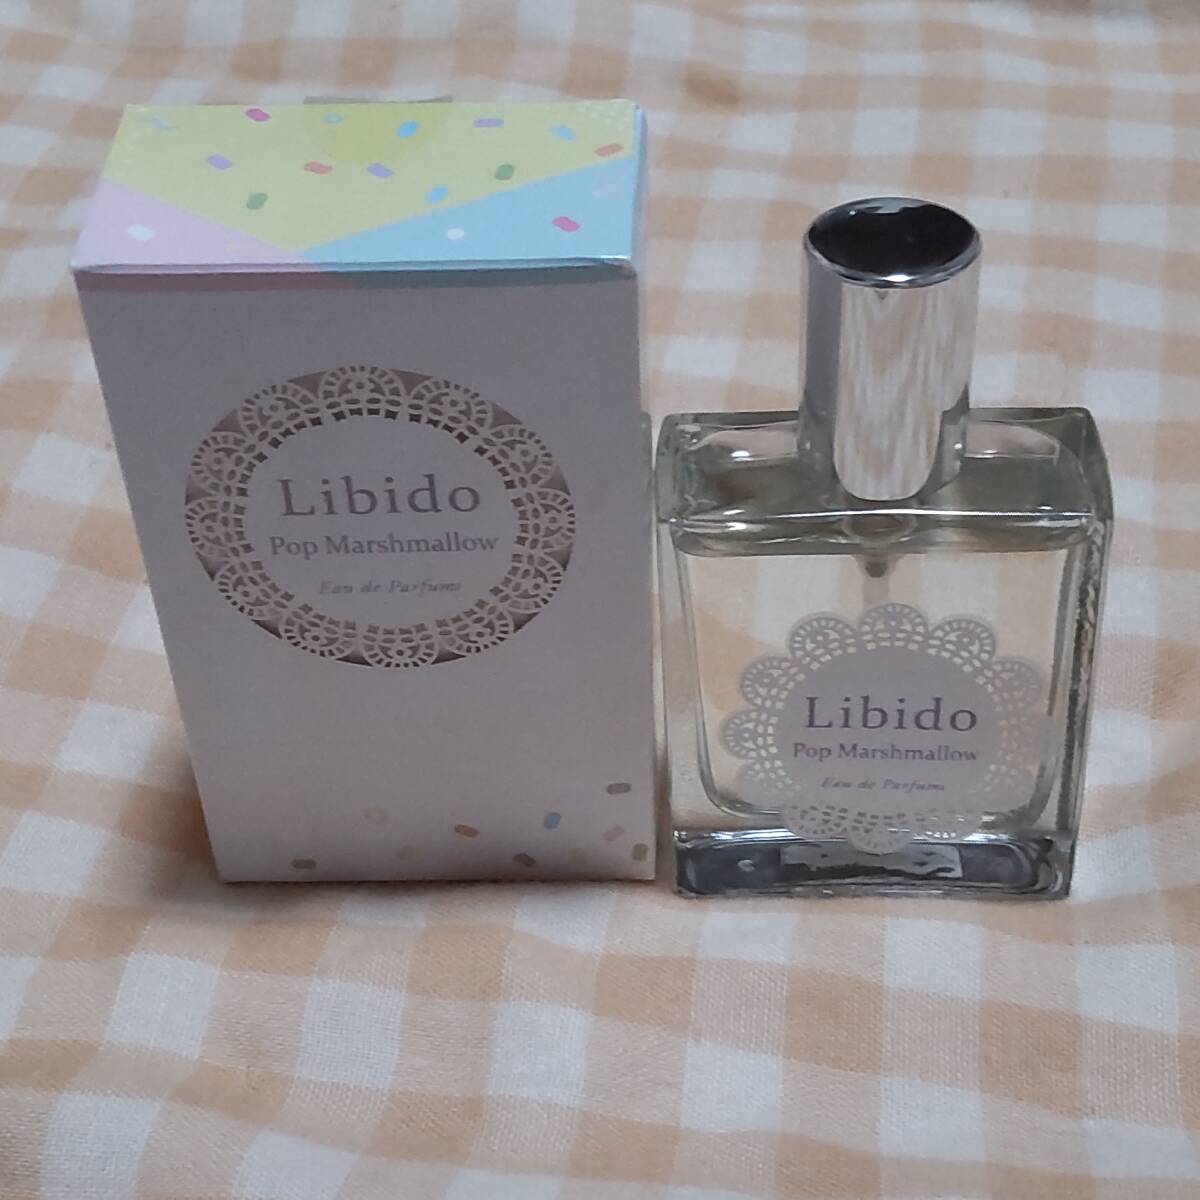 Libido
Pop Marshmallow
Eau de Parfums
Libido
Pop Marshmallow
Eau de Parfums